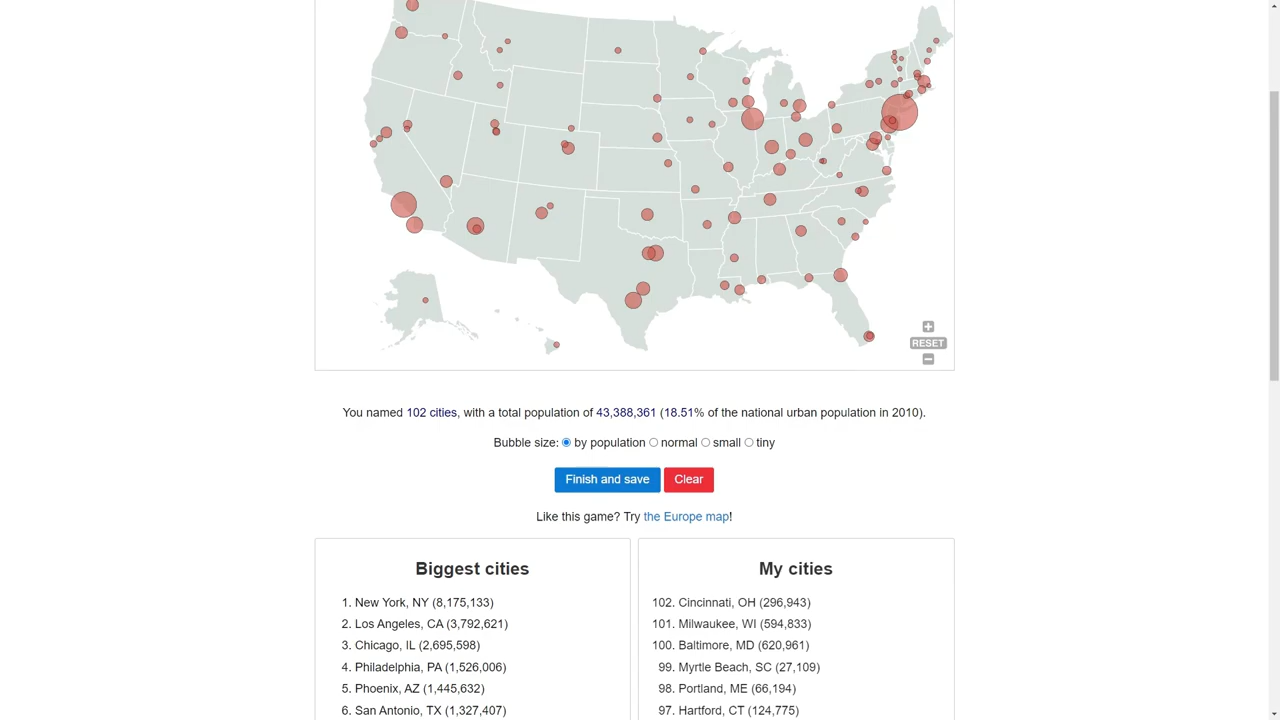 RESET
You named 102 cities, with a total population of 43,388,361 (18.51% of the national urban population in 2010).
Bubble size: by population normal small tiny
Finish and save Clear
Like this game? Try the Europe map!
Biggest cities
1. New York, NY (8,175,133)
2. Los Angeles, CA (3,792,621)
3. Chicago, IL (2,695,598)
4. Philadelphia, PA (1,526,006)
5. Phoenix, AZ (1,445,632)
6. San Antonio, TX (1,327,407)
My cities
102. Cincinnati, OH (296,943)
101. Milwaukee, WI (594,833)
100. Baltimore, MD (620,961)
99. Myrtle Beach, SC (27,109)
98. Portland, ME (66,194)
97. Hartford, CT (124,775)